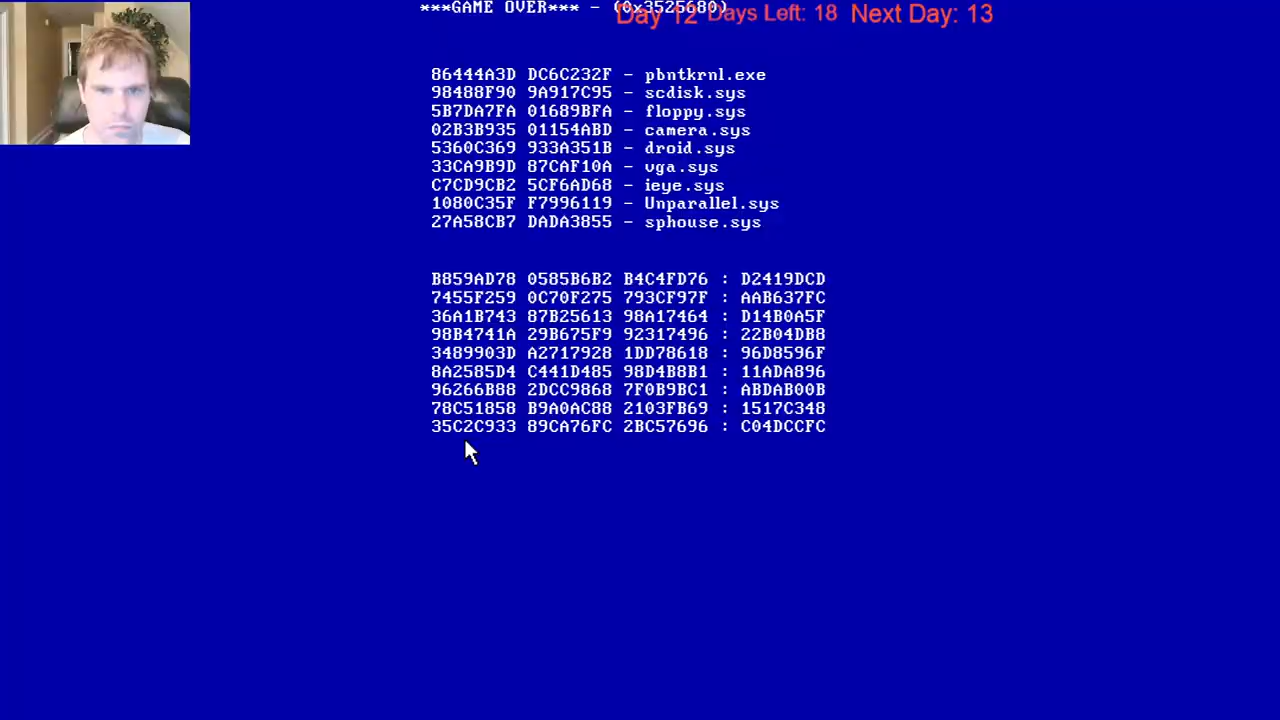 ***GAME OVER*** - (0x3525680)
Day 12 Days Left: 18 Next Day: 13
86444A3D DC6C232F - pbntkrnl.exe
98488F90 9A917C95 - scdisk.sys
5B7DA7FA 01689BFA - floppy.sys
02B3B935 01154ABD - camera.sys
5360C369 933A351B - droid.sys
33CA9B9D 87CAF10A - vga.sys
C7CD9CB2 5CF6AD68 - ieye.sys
1080C35F F7996119 - Unparallel.sys
27A58CB7 DADA3855 - sphouse.sys
B859AD78 0585B6B2 B4C4FD76 : D2419DCD
7455F259 0C70F275 793CF97F : AAB637FC
36A1B743 87B25613 98A17464 : D14B0A5F
98B4741A 29B675F9 92317496 : 22B04DB8
3489903D A2717928 1DD78618 : 96D8596F
8A2585D4 C441D485 98D4B8B1 : 11ADA896
96266B88 2DCC9868 7F0B9BC1 : ABDAB00B
78C51858 B9A0AC88 2103FB69 : 1517C348
35C2C933 89CA76FC 2BC57696 : C04DCCFC